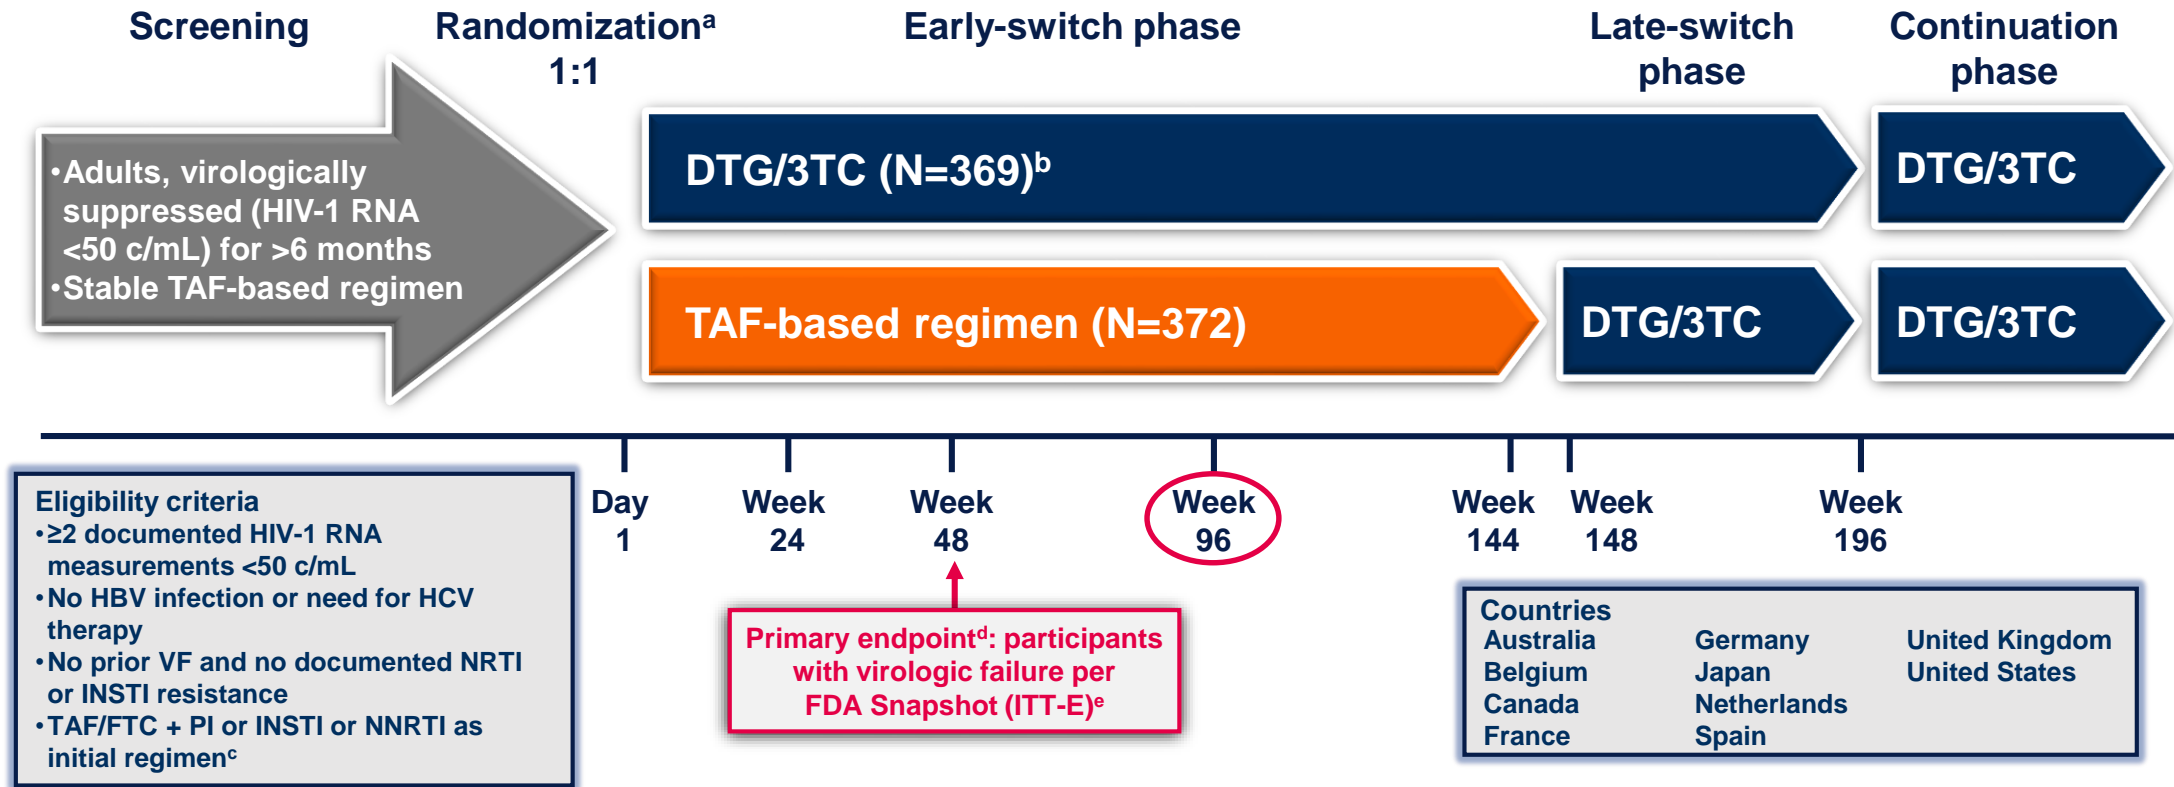 Screening
Randomizationᵃ
1:1
Early-switch phase
Late-switch
phase
Continuation
phase
•Adults, virologically
suppressed (HIV-1 RNA
<50 c/mL) for >6 months
•Stable TAF-based regimen
DTG/3TC (N=369)ᵇ
DTG/3TC
TAF-based regimen (N=372)
DTG/3TC
DTG/3TC
Day
1
Week
24
Week
48
Week
96
Week
144
Week
148
Week
196
Eligibility criteria
•≥2 documented HIV-1 RNA
measurements <50 c/mL
•No HBV infection or need for HCV
therapy
•No prior VF and no documented NRTI
or INSTI resistance
•TAF/FTC + PI or INSTI or NNRTI as
initial regimenᶜ
Primary endpointᵈ: participants
with virologic failure per
FDA Snapshot (ITT-E)ᵉ
Countries
Australia
Belgium
Canada
France
Germany
Japan
Netherlands
Spain
United Kingdom
United States